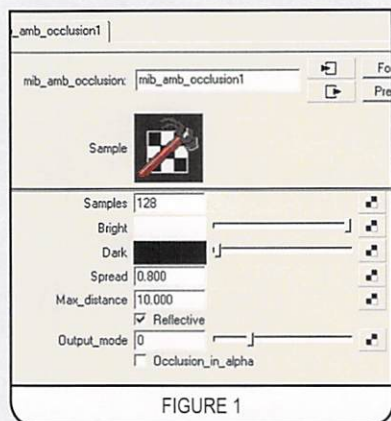 _amb_occlusion1
mib_amb_occlusion: mib_amb_occlusion1
Fo
Pre
Sample
Samples 128
Bright
Dark
Spread 0.800
Max_distance 10.000
Reflective
Output_mode 0
Occlusion_in_alpha
FIGURE 1